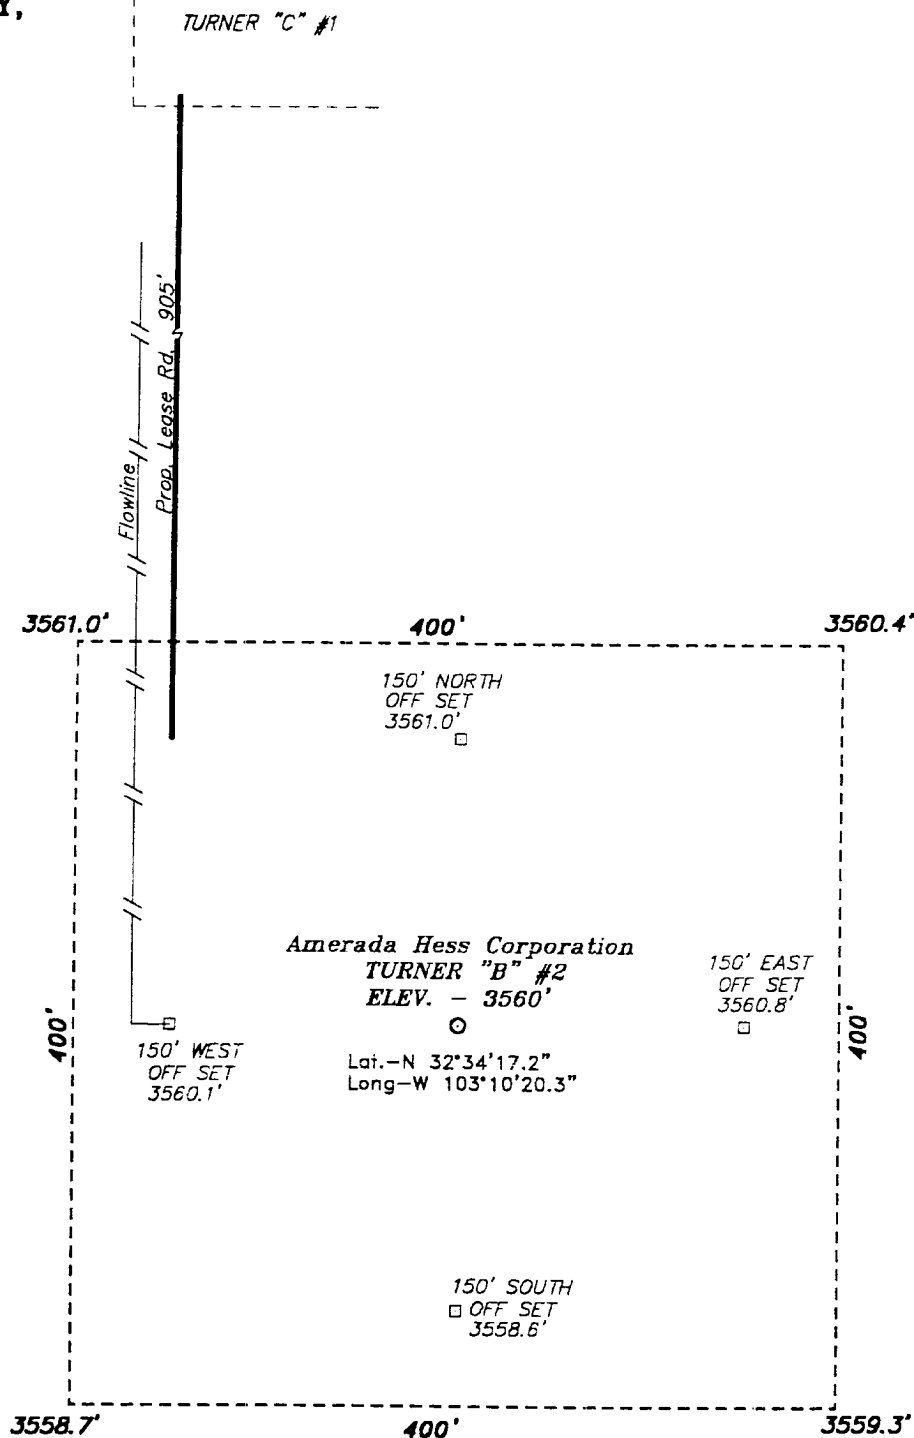 Y,
TURNER "C" #1
Prop. Lease Rd. 905'
Flowline
3561.0'
400'
3560.4'
150' NORTH
OFF SET
3561.0'
Amerada Hess Corporation
TURNER "B" #2
ELEV. - 3560'
150' EAST
OFF SET
3560.8'
400'
400'
150' WEST
OFF SET
3560.1'
Lat.-N 32°34'17.2"
Long-W 103°10'20.3"
150' SOUTH
OFF SET
3558.6'
3558.7'
400'
3559.3'